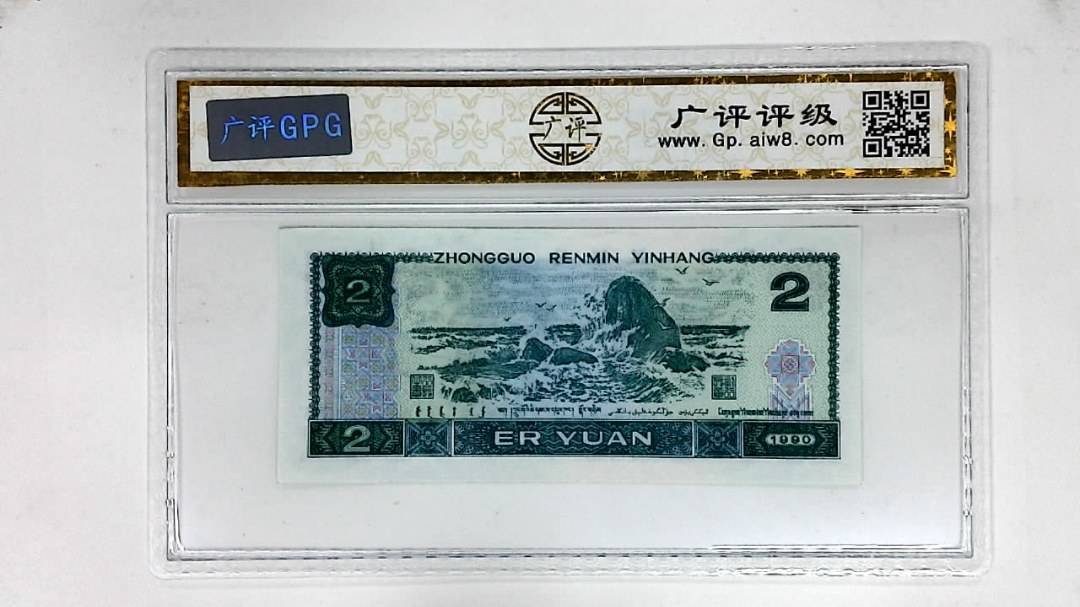 广评GPG
广评
广评评级
www.Gp.aiw8.com
ZHONGGUO RENMIN YINHANG
2
2
2
ER YUAN
1990